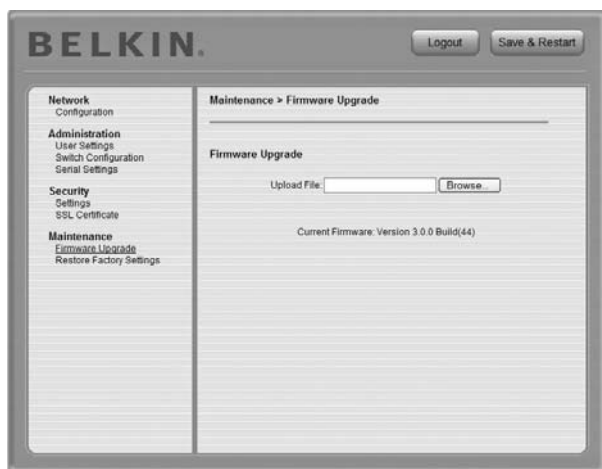 BELKIN.
Logout
Save & Restart
Network
Configuration
Administration
User Settings
Switch Configuration
Serial Settings
Security
Settings
SSL Certificate
Maintenance
Firmware Upgrade
Restore Factory Settings
Maintenance > Firmware Upgrade
Firmware Upgrade
Upload File: Browse...
Current Firmware: Version 3.0.0 Build(44)